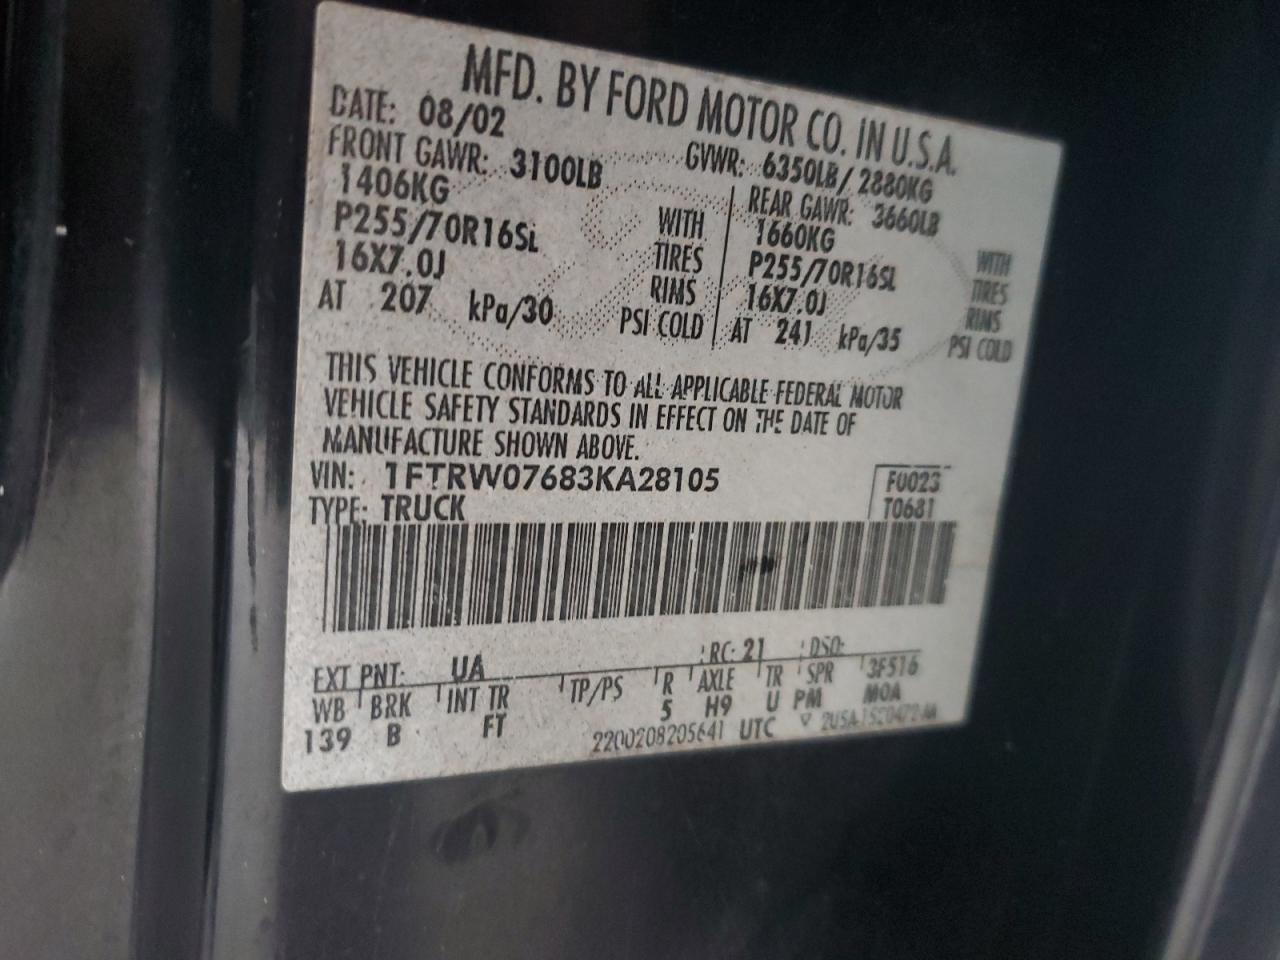 MFD. BY FORD MOTOR CO. IN U.S.A.
DATE: 08/02 GVWR: 6350LB/ 2880KG
FRONT GAWR: 3100LB REAR GAWR: 3660LB
1406KG WITH 1660KG WITH
P255/70R16SL TIRES P255/70R16SL TIRES
16X7.0J RIMS 16X7.0J RIMS
AT 207 kPa/30 PSI COLD AT 241 kPa/35 PSI COLD
THIS VEHICLE CONFORMS TO ALL APPLICABLE FEDERAL MOTOR
VEHICLE SAFETY STANDARDS IN EFFECT ON THE DATE OF
MANUFACTURE SHOWN ABOVE.
VIN: 1FTRW07683KA28105 F0023
TYPE: TRUCK T0681
EXT PNT: UA RC: 21 DSO:
WB BRK INT TR TP/PS R AXLE TR SPR 3F516
139 B FT 5 H9 U PM MOA
2200208205641 UTC